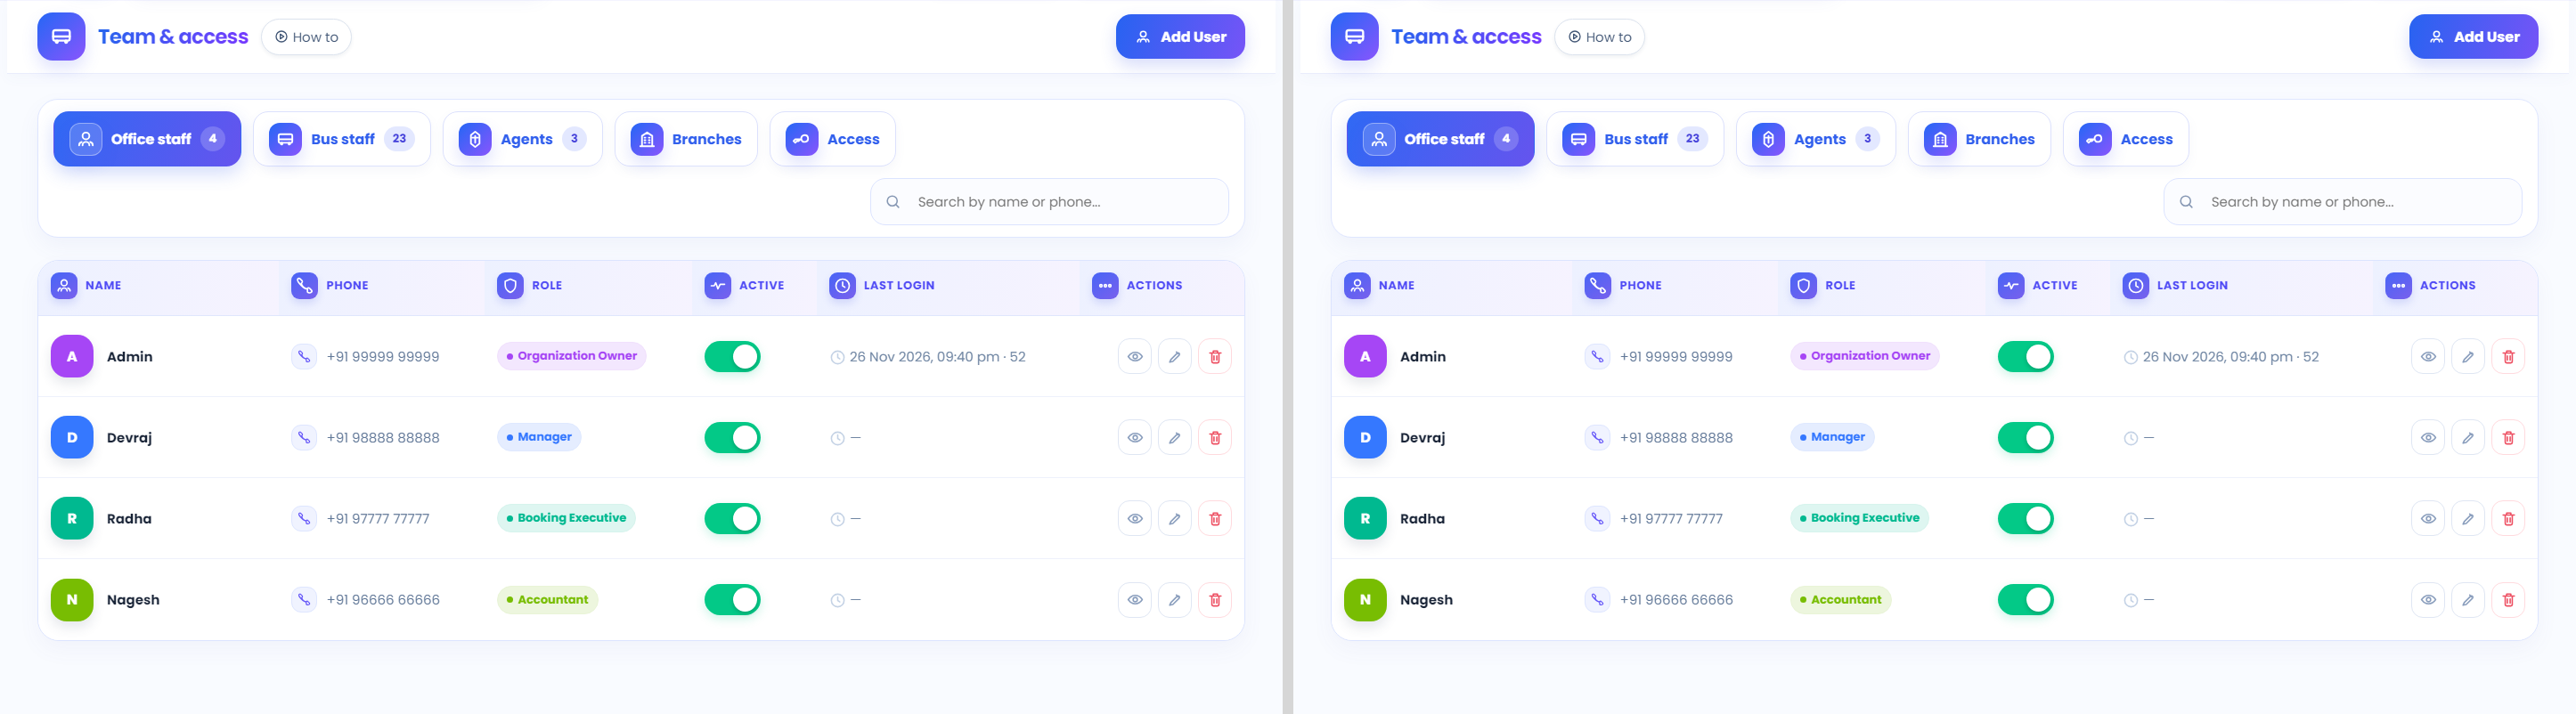 Team & access How to Add User
Office staff 4 Bus staff 23 Agents 3 Branches Access
Search by name or phone...
NAME PHONE ROLE ACTIVE LAST LOGIN ACTIONS
A Admin +91 99999 99999 Organization Owner 26 Nov 2026, 09:40 pm · 52
D Devraj +91 98888 88888 Manager —
R Radha +91 97777 77777 Booking Executive —
N Nagesh +91 96666 66666 Accountant —
Team & access How to Add User
Office staff 4 Bus staff 23 Agents 3 Branches Access
Search by name or phone...
NAME PHONE ROLE ACTIVE LAST LOGIN ACTIONS
A Admin +91 99999 99999 Organization Owner 26 Nov 2026, 09:40 pm · 52
D Devraj +91 98888 88888 Manager —
R Radha +91 97777 77777 Booking Executive —
N Nagesh +91 96666 66666 Accountant —